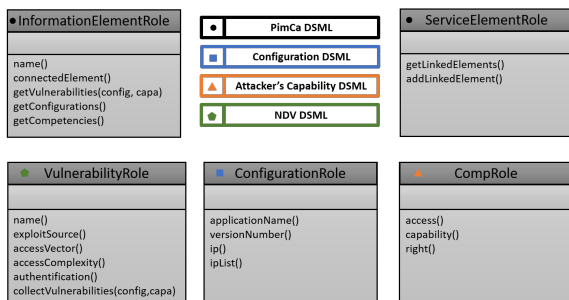 InformationElementRole
name()
connectedElement()
getVulnerabilities(config, capa)
getConfigurations()
getCompetencies()
PimCa DSML
Configuration DSML
Attacker's Capability DSML
NDV DSML
ServiceElementRole
getLinkedElements()
addLinkedElement()
VulnerabilityRole
name()
exploitSource()
accessVector()
accessComplexity()
authentification()
collectVulnerabilities(config,capa)
ConfigurationRole
applicationName()
versionNumber()
ip()
ipList()
CompRole
access()
capability()
right()